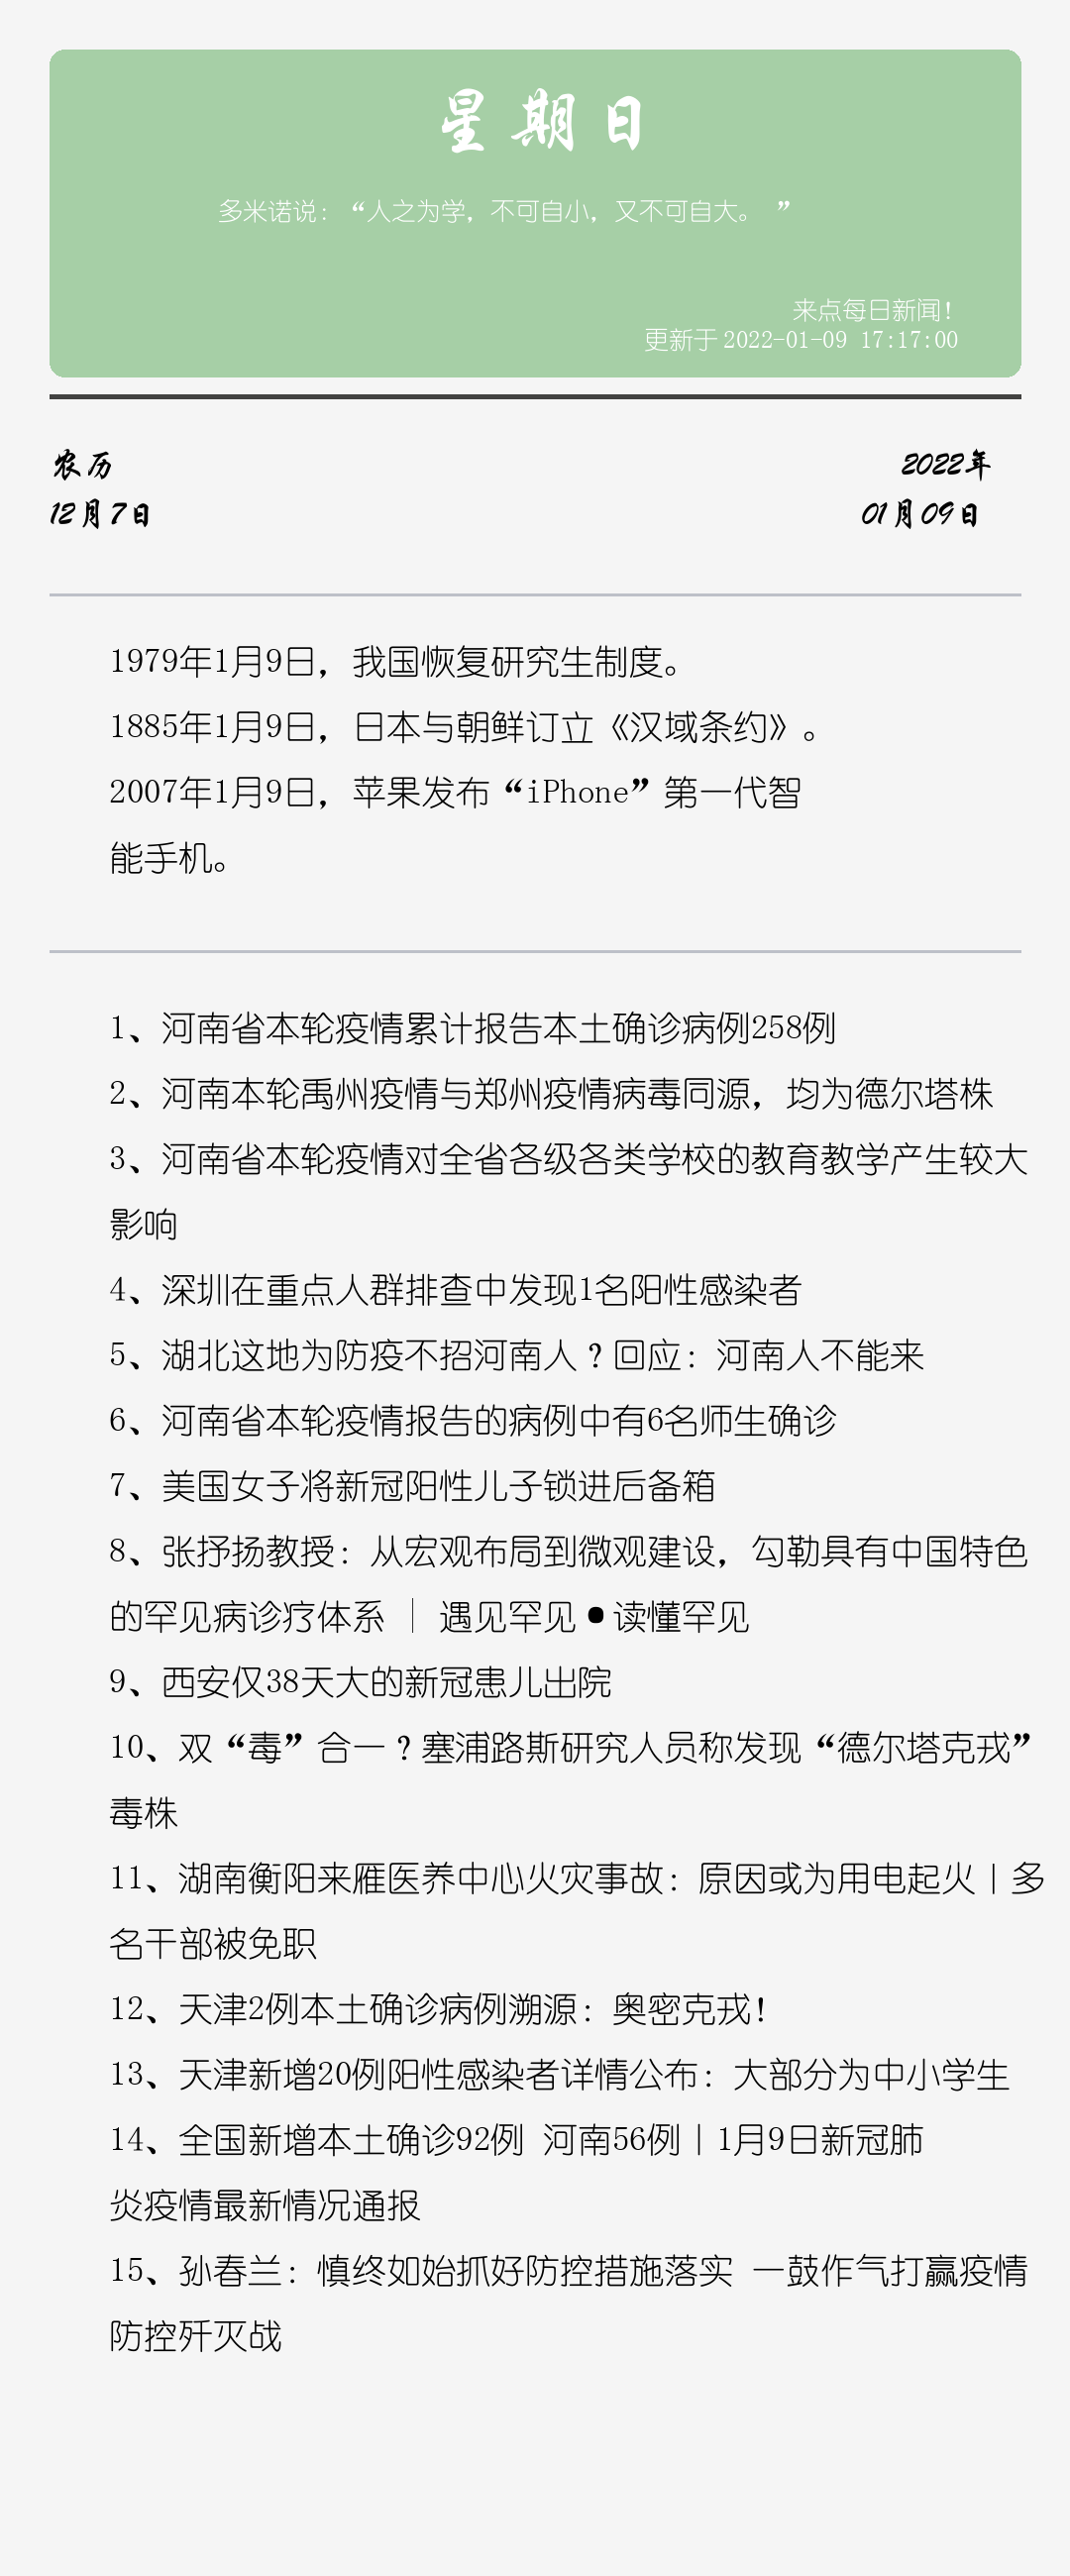 星期日
多米诺说：“人之为学，不可自小，又不可自大。 ”
来点每日新闻！
更新于 2022-01-09 17:17:00
农历
2022年
12月7日
01月09日
1979年1月9日，我国恢复研究生制度。
1885年1月9日，日本与朝鲜订立《汉域条约》。
2007年1月9日，苹果发布“iPhone”第一代智
能手机。
1、河南省本轮疫情累计报告本土确诊病例258例
2、河南本轮禹州疫情与郑州疫情病毒同源，均为德尔塔株
3、河南省本轮疫情对全省各级各类学校的教育教学产生较大
影响
4、深圳在重点人群排查中发现1名阳性感染者
5、湖北这地为防疫不招河南人？回应：河南人不能来
6、河南省本轮疫情报告的病例中有6名师生确诊
7、美国女子将新冠阳性儿子锁进后备箱
8、张抒扬教授：从宏观布局到微观建设，勾勒具有中国特色
的罕见病诊疗体系 ｜ 遇见罕见●读懂罕见
9、西安仅38天大的新冠患儿出院
10、双“毒”合一？塞浦路斯研究人员称发现“德尔塔克戎”
毒株
11、湖南衡阳来雁医养中心火灾事故：原因或为用电起火丨多
名干部被免职
12、天津2例本土确诊病例溯源：奥密克戎！
13、天津新增20例阳性感染者详情公布：大部分为中小学生
14、全国新增本土确诊92例 河南56例丨1月9日新冠肺
炎疫情最新情况通报
15、孙春兰：慎终如始抓好防控措施落实 一鼓作气打赢疫情
防控歼灭战